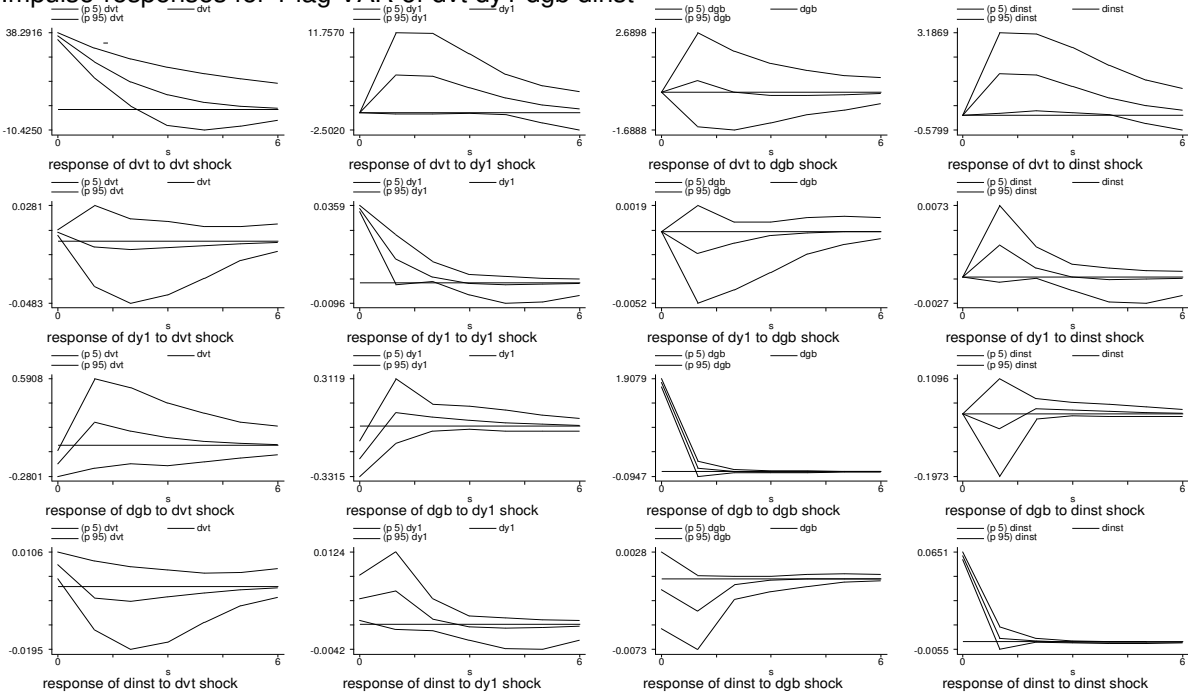 Impulse responses for 1 lag VAR of dvt dy1 dgb dinst
(p 5) dvt dvt
(p 95) dvt
38.2916
-10.4250
0 6
s
response of dvt to dvt shock
(p 5) dy1 dy1
(p 95) dy1
11.7570
-2.5020
0 6
s
response of dvt to dy1 shock
(p 5) dgb dgb
(p 95) dgb
2.6898
-1.6888
0 6
s
response of dvt to dgb shock
(p 5) dinst dinst
(p 95) dinst
3.1869
-0.5799
0 6
s
response of dvt to dinst shock
(p 5) dvt dvt
(p 95) dvt
0.0281
-0.0483
0 6
s
response of dy1 to dvt shock
(p 5) dy1 dy1
(p 95) dy1
0.0359
-0.0096
0 6
s
response of dy1 to dy1 shock
(p 5) dgb dgb
(p 95) dgb
0.0019
-0.0052
0 6
s
response of dy1 to dgb shock
(p 5) dinst dinst
(p 95) dinst
0.0073
-0.0027
0 6
s
response of dy1 to dinst shock
(p 5) dvt dvt
(p 95) dvt
0.5908
-0.2801
0 6
s
response of dgb to dvt shock
(p 5) dy1 dy1
(p 95) dy1
0.3119
-0.3315
0 6
s
response of dgb to dy1 shock
(p 5) dgb dgb
(p 95) dgb
1.9079
-0.0947
0 6
s
response of dgb to dgb shock
(p 5) dinst dinst
(p 95) dinst
0.1096
-0.1973
0 6
s
response of dgb to dinst shock
(p 5) dvt dvt
(p 95) dvt
0.0106
-0.0195
0 6
s
response of dinst to dvt shock
(p 5) dy1 dy1
(p 95) dy1
0.0124
-0.0042
0 6
s
response of dinst to dy1 shock
(p 5) dgb dgb
(p 95) dgb
0.0028
-0.0073
0 6
s
response of dinst to dgb shock
(p 5) dinst dinst
(p 95) dinst
0.0651
-0.0055
0 6
s
response of dinst to dinst shock